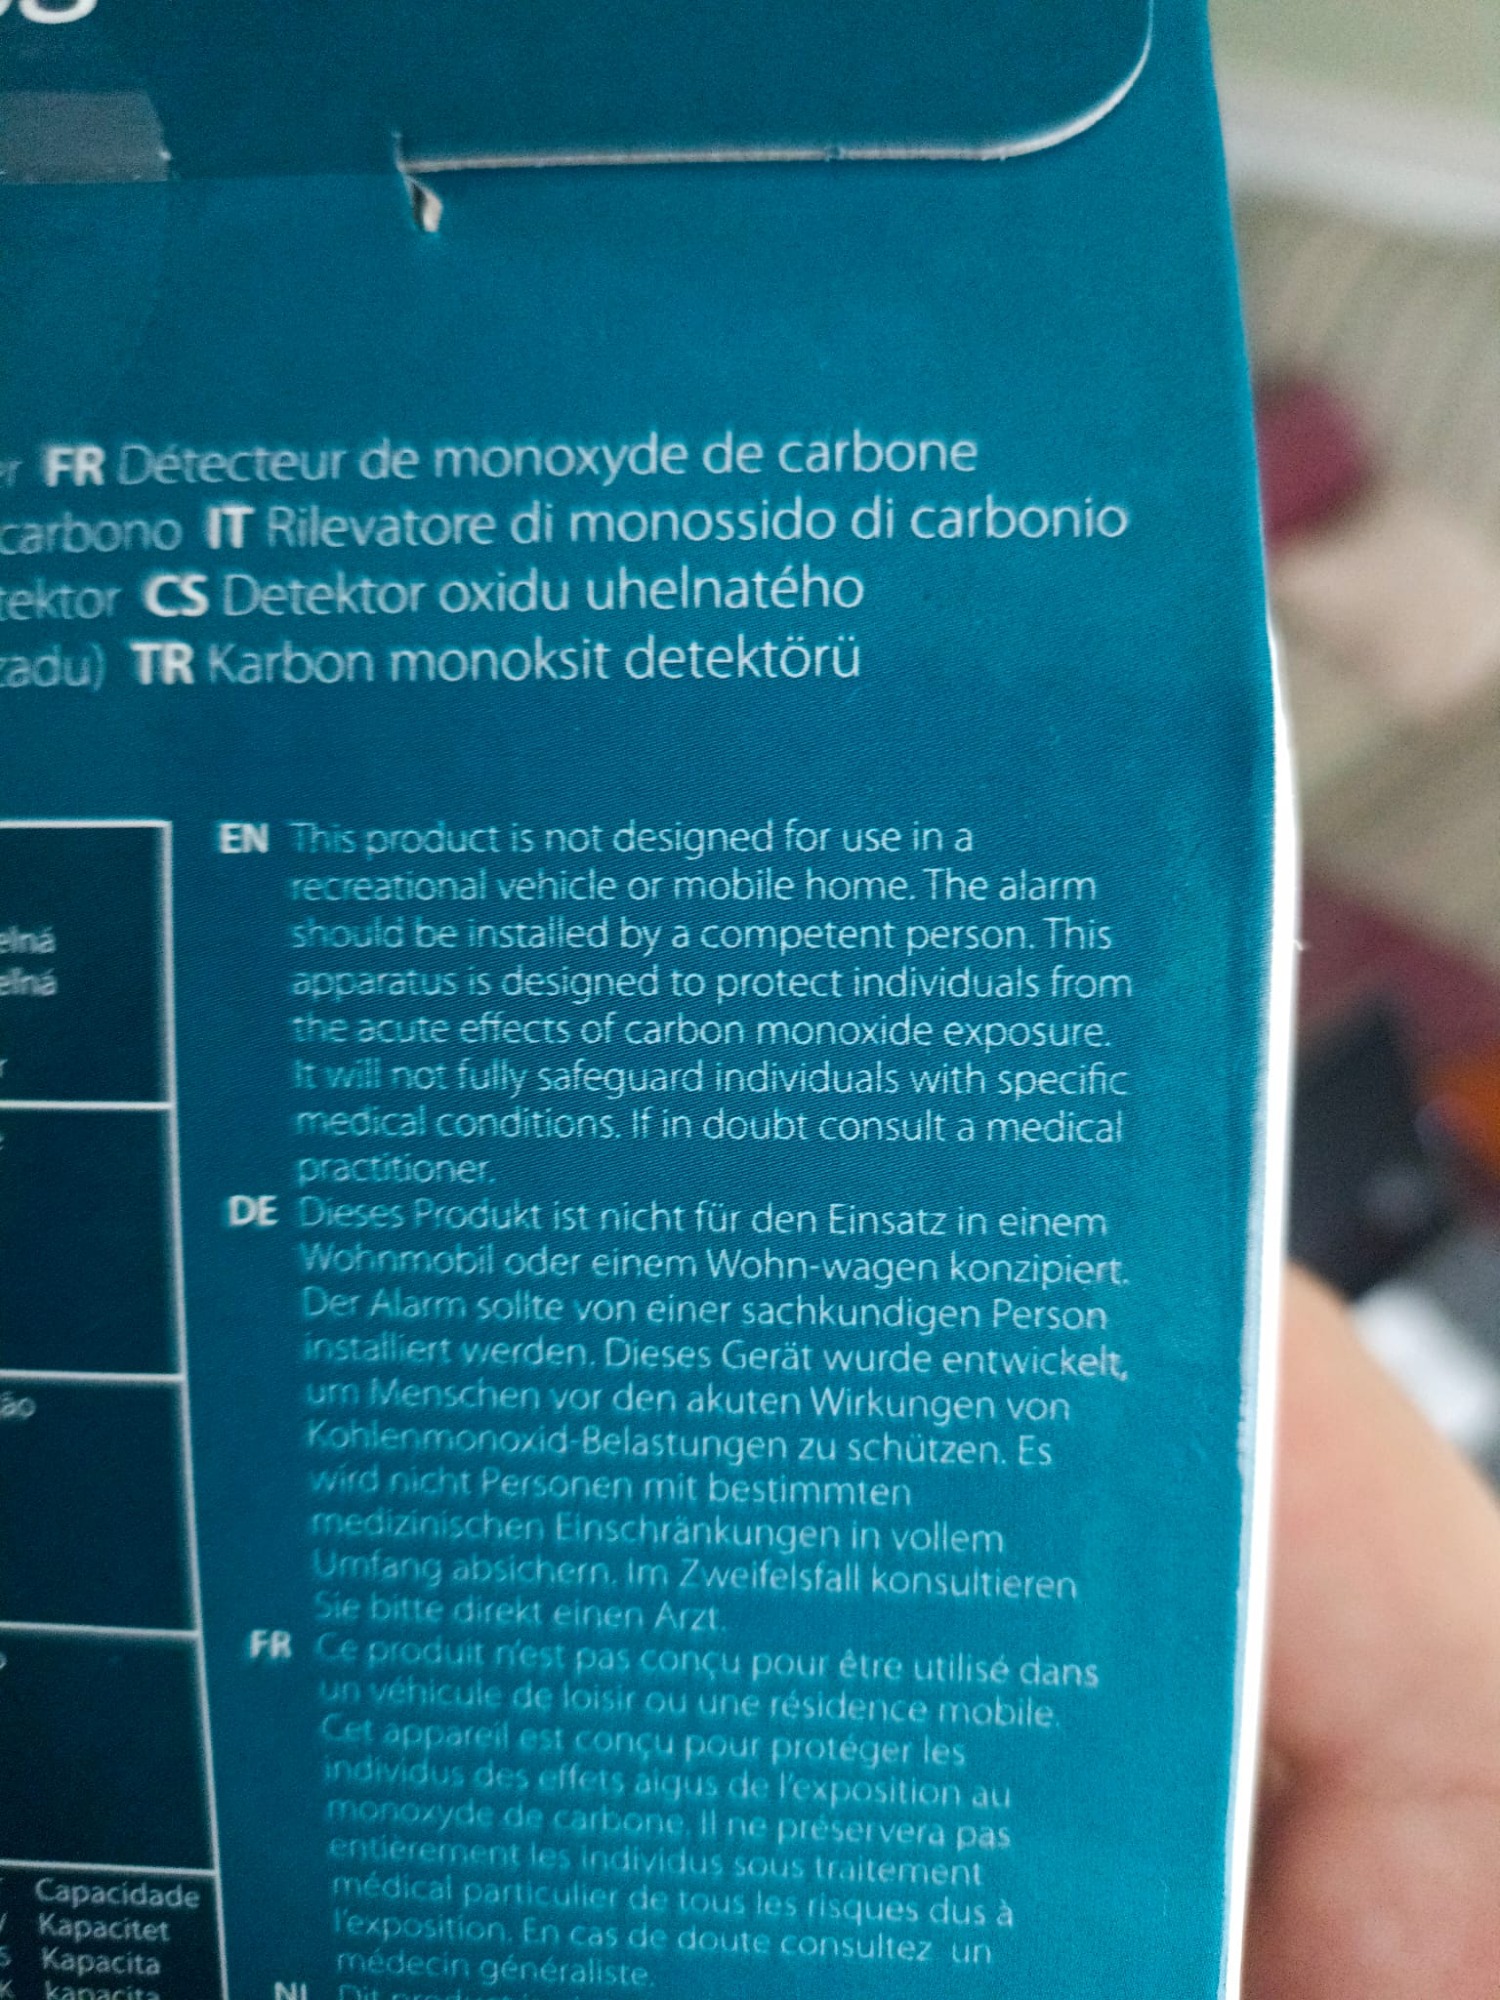 FR Détecteur de monoxyde de carbone
carbono IT Rilevatore di monossido di carbonio
tektor CS Detektor oxidu uhelnatého
zadu) TR Karbon monoksit detektörü
elná
eľná
ão
Capacidade
Kapacitet
Kapacita
kapacita
EN This product is not designed for use in a
recreational vehicle or mobile home. The alarm
should be installed by a competent person. This
apparatus is designed to protect individuals from
the acute effects of carbon monoxide exposure.
It will not fully safeguard individuals with specific
medical conditions. If in doubt consult a medical
practitioner.
DE Dieses Produkt ist nicht für den Einsatz in einem
Wohnmobil oder einem Wohn-wagen konzipiert.
Der Alarm sollte von einer sachkundigen Person
installiert werden. Dieses Gerät wurde entwickelt,
um Menschen vor den akuten Wirkungen von
Kohlenmonoxid-Belastungen zu schützen. Es
wird nicht Personen mit bestimmten
medizinischen Einschränkungen in vollem
Umfang absichern. Im Zweifelsfall konsultieren
Sie bitte direkt einen Arzt.
FR Ce produit n'est pas conçu pour être utilisé dans
un véhicule de loisir ou une résidence mobile.
Cet appareil est conçu pour protéger les
individus des effets aigus de l'exposition au
monoxyde de carbone. Il ne préservera pas
entièrement les individus sous traitement
médical particulier de tous les risques dus à
l'exposition. En cas de doute consultez un
médecin généraliste.
NL Dit